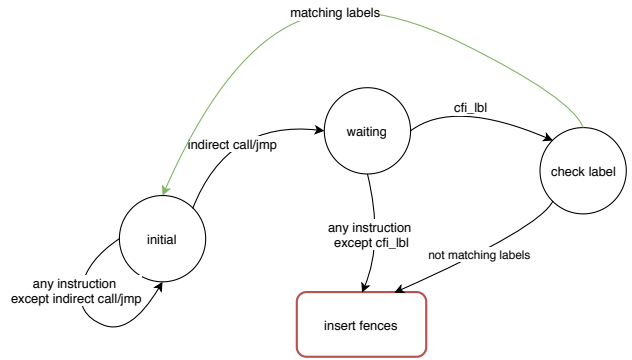 matching labels
cfi_lbl
indirect call/jmp
waiting
check label
initial
any instruction
except cfi_lbl
not matching labels
any instruction
except indirect call/jmp
insert fences